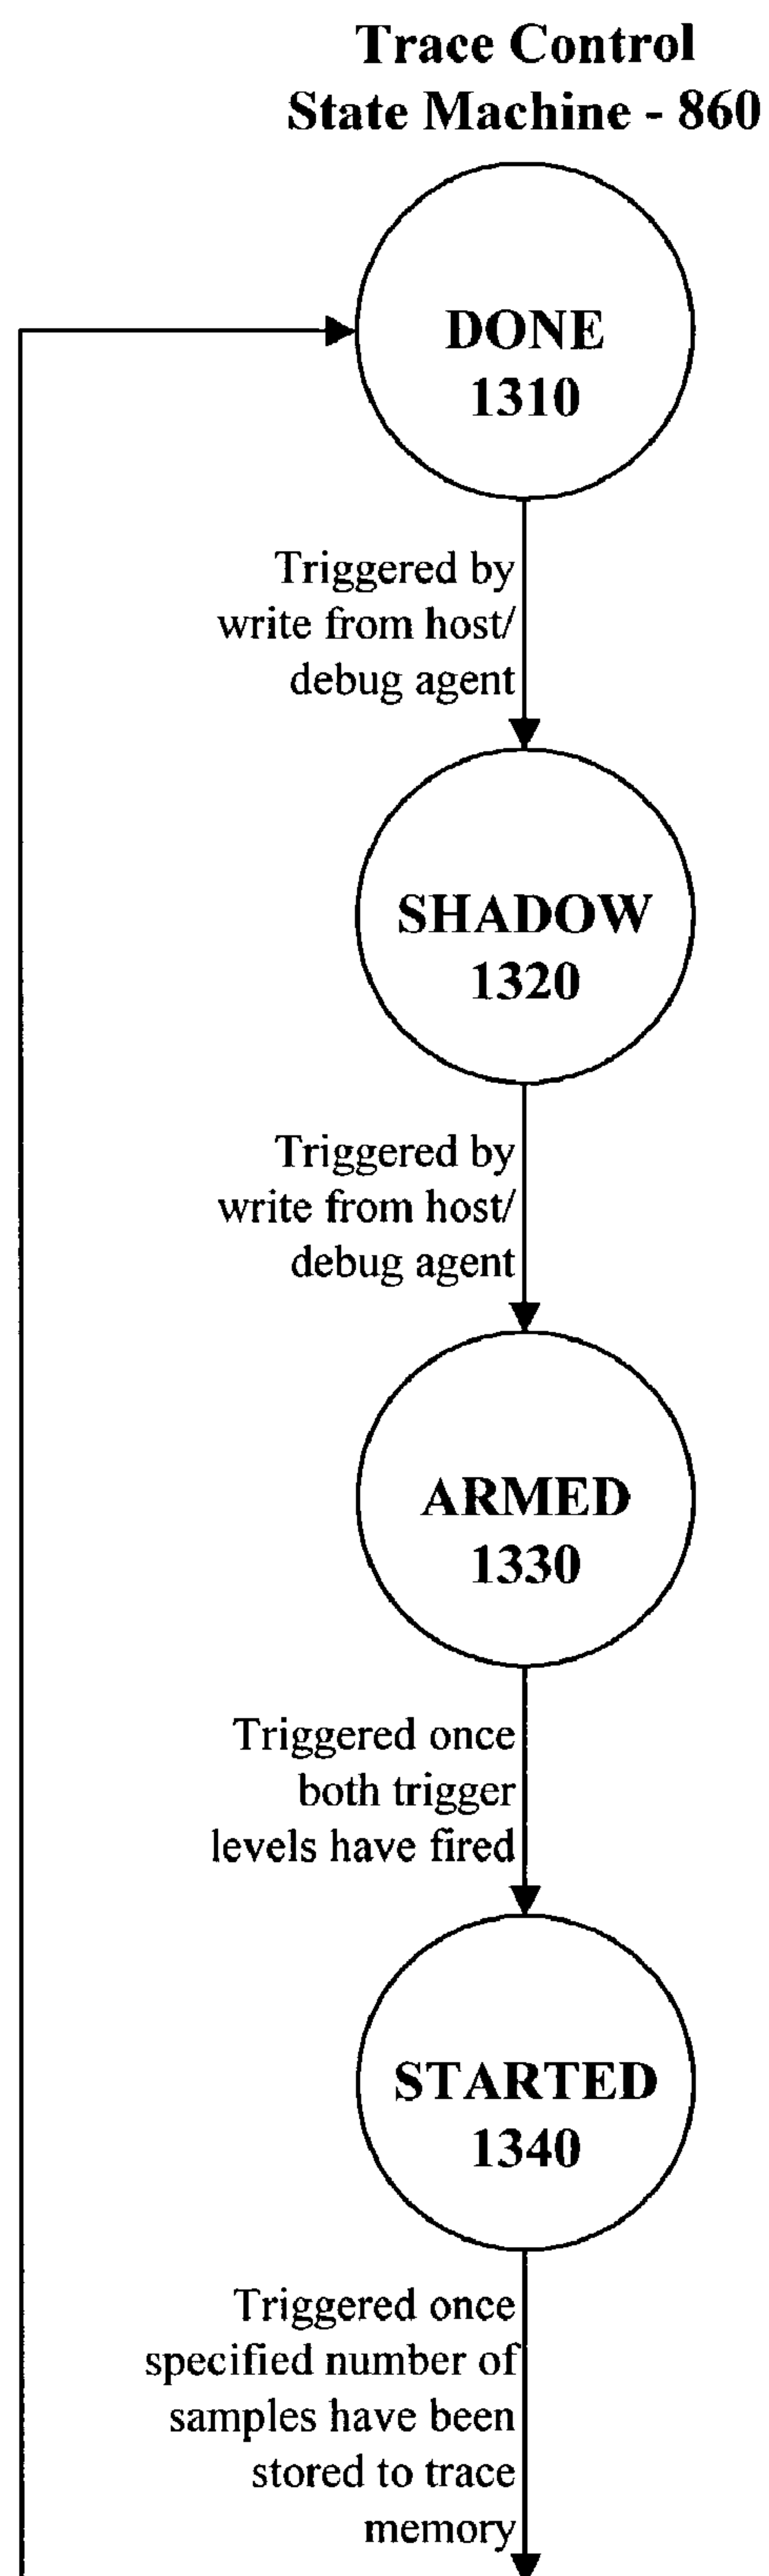 Trace Control
State Machine - 860
DONE
1310
Triggered by
write from host/
debug agent
SHADOW
1320
Triggered by
write from host/
debug agent
ARMED
1330
Triggered once
both trigger
levels have fired
STARTED
1340
Triggered once
specified number of
samples have been
stored to trace
memory